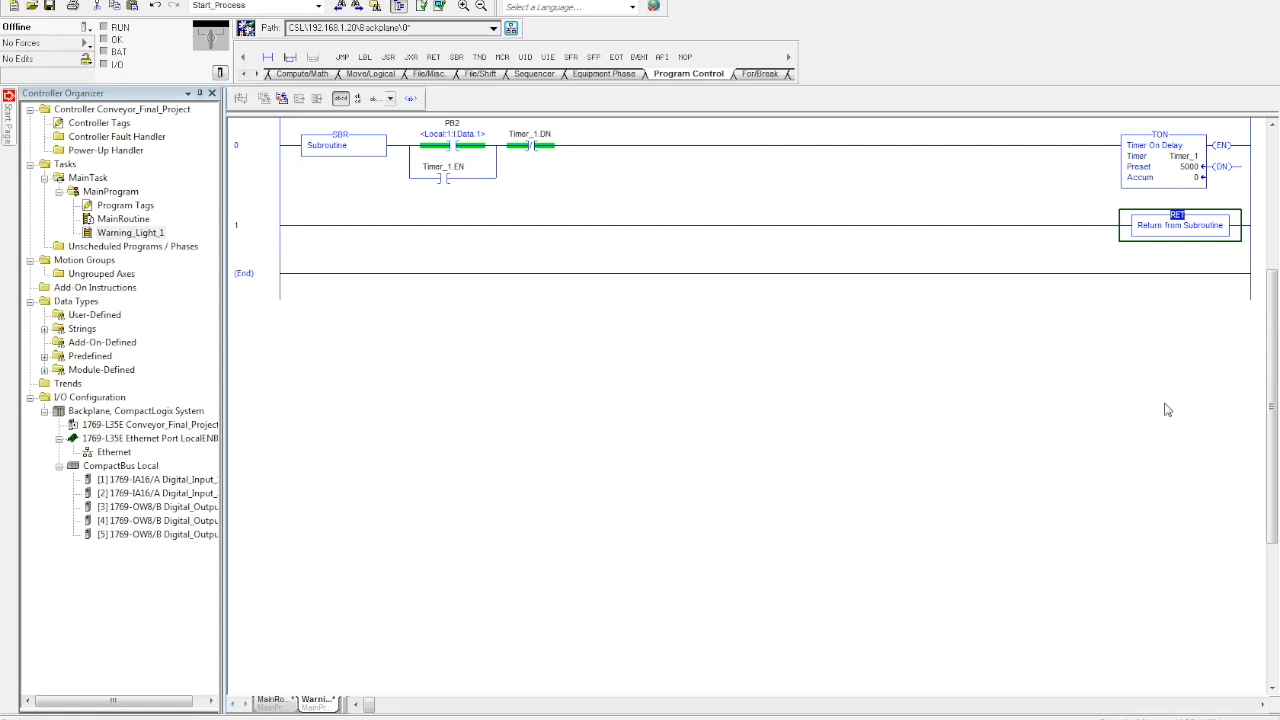 Start_Process
Select a Language...
Offline
RUN
Path: CSL\192.168.1.20\Backplane\0*
No Forces
OK
No Edits
BAT
I/O
JMP LBL JSR JXR RET SBR TND MCR UID UIE SFR SFP EOT EVENT AFI NOP
Compute/Math Move/Logical File/Misc. File/Shift Sequencer Equipment Phase Program Control For/Break
Start Page
Controller Organizer
Controller Conveyor_Final_Project
Controller Tags
Controller Fault Handler
Power-Up Handler
Tasks
MainTask
MainProgram
Program Tags
MainRoutine
Warning_Light_1
Unscheduled Programs / Phases
Motion Groups
Ungrouped Axes
Add-On Instructions
Data Types
User-Defined
Strings
Add-On-Defined
Predefined
Module-Defined
Trends
I/O Configuration
Backplane, CompactLogix System
1769-L35E Conveyor_Final_Project
1769-L35E Ethernet Port LocalENB
Ethernet
CompactBus Local
[1] 1769-IA16/A Digital_Input_
[2] 1769-IA16/A Digital_Input_
[3] 1769-OW8/B Digital_Outpu
[4] 1769-OW8/B Digital_Outpu
[5] 1769-OW8/B Digital_Outpu
PB2
SBR <Local:1:I.Data.1> Timer_1.DN TON
0 Subroutine Timer On Delay (EN)
Timer_1.EN Timer Timer_1
Preset 5000 (DN)
Accum 0
RET
1 Return from Subroutine
(End)
MainRo...* Warni...*
MainPr... MainPr...